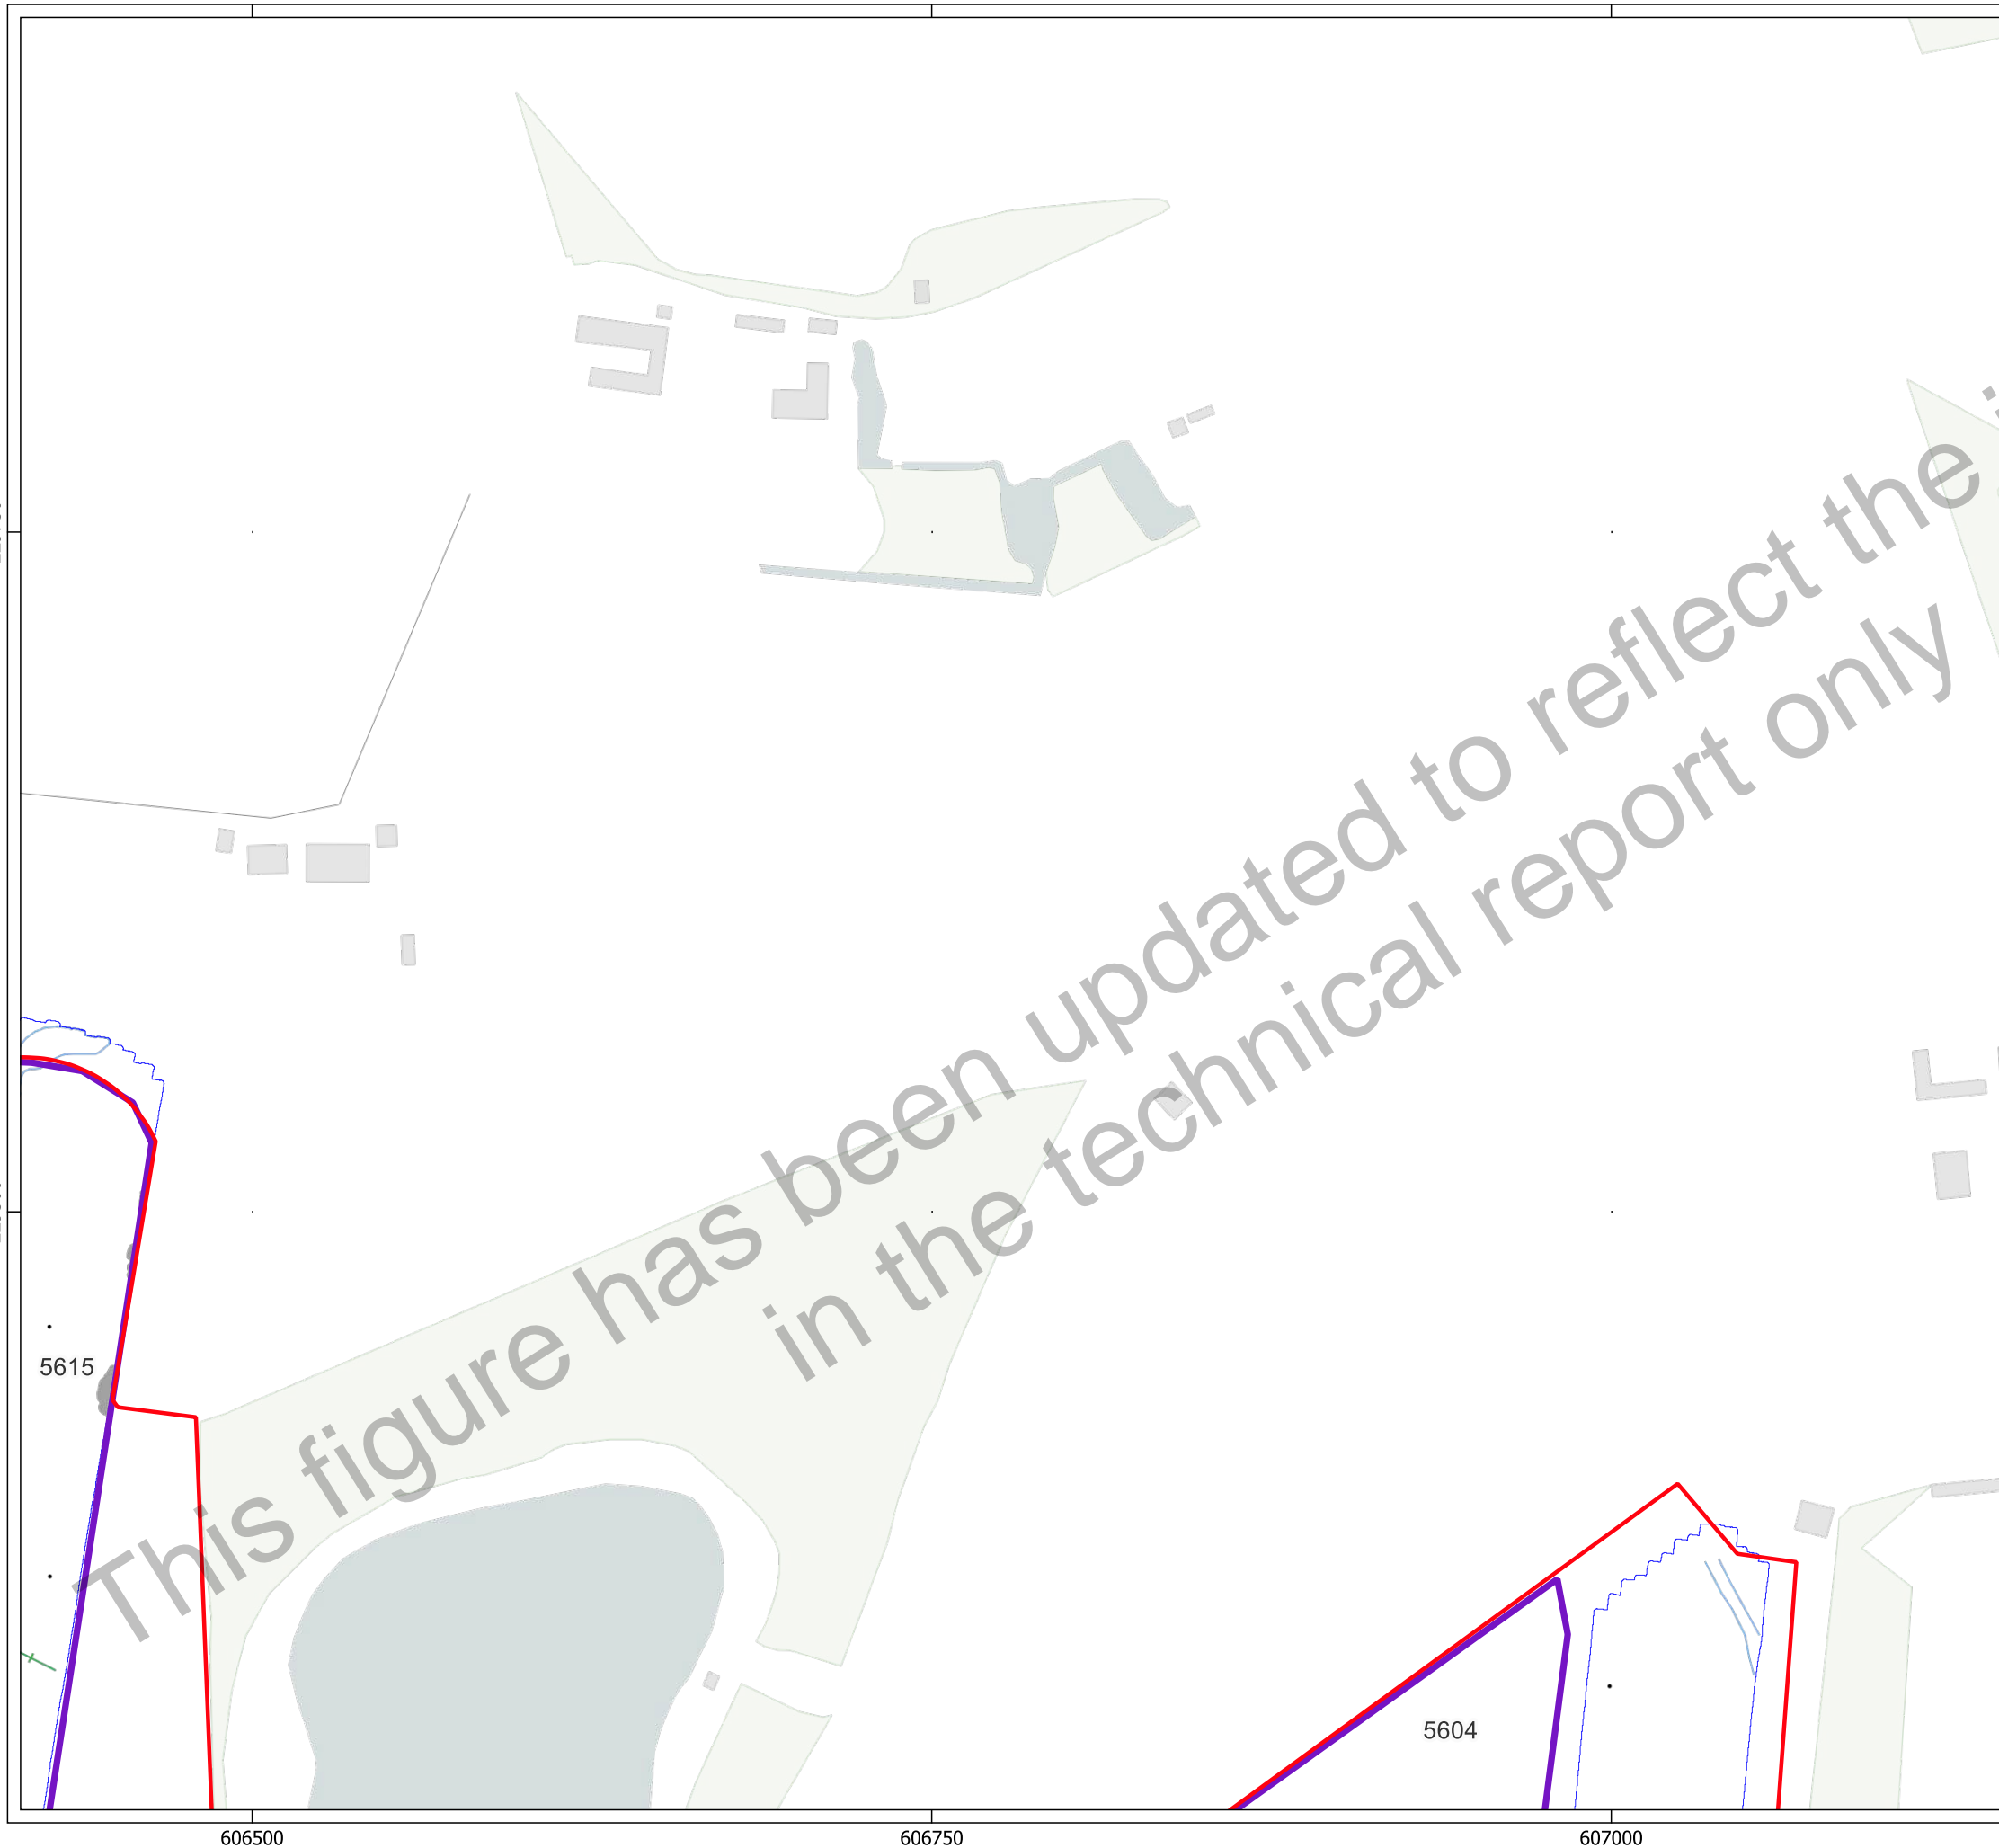 This figure has been updated to reflect the
in the technical report only
5615
5604
606500
606750
607000